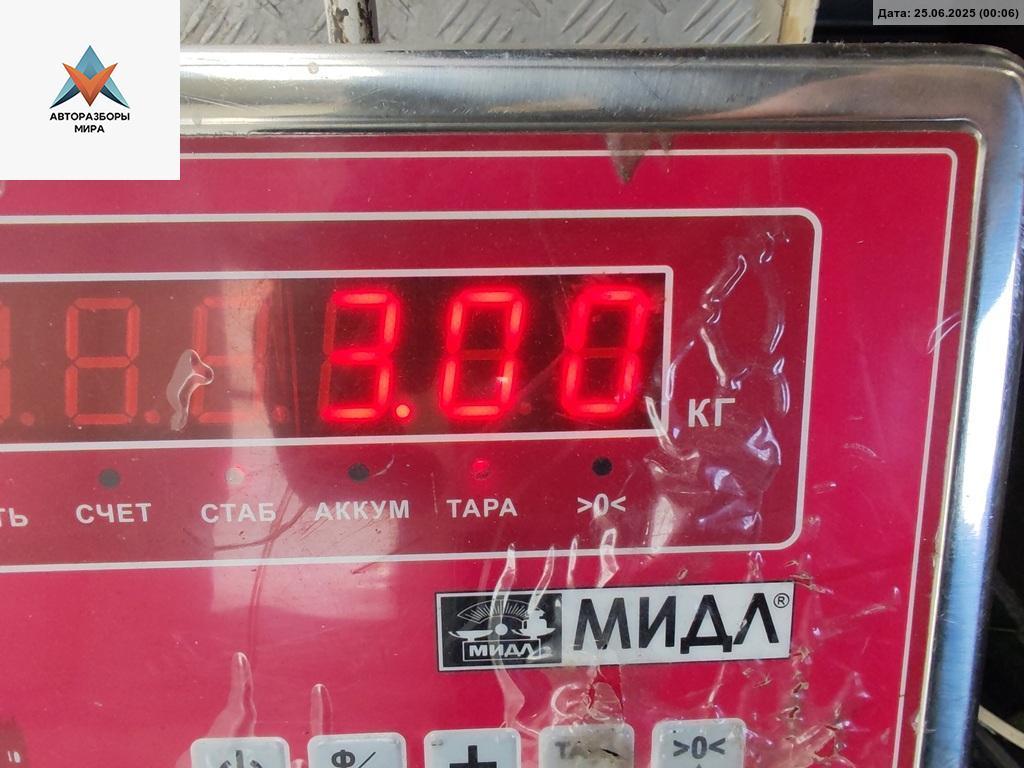 Дата: 25.06.2025 (00:06)
АВТОРАЗБОРЫ
МИРА
3.00
КГ
СЧЕТ СТАБ АККУМ ТАРА >0<
МИДЛ®
МИДЛ
Ф/ + >0<